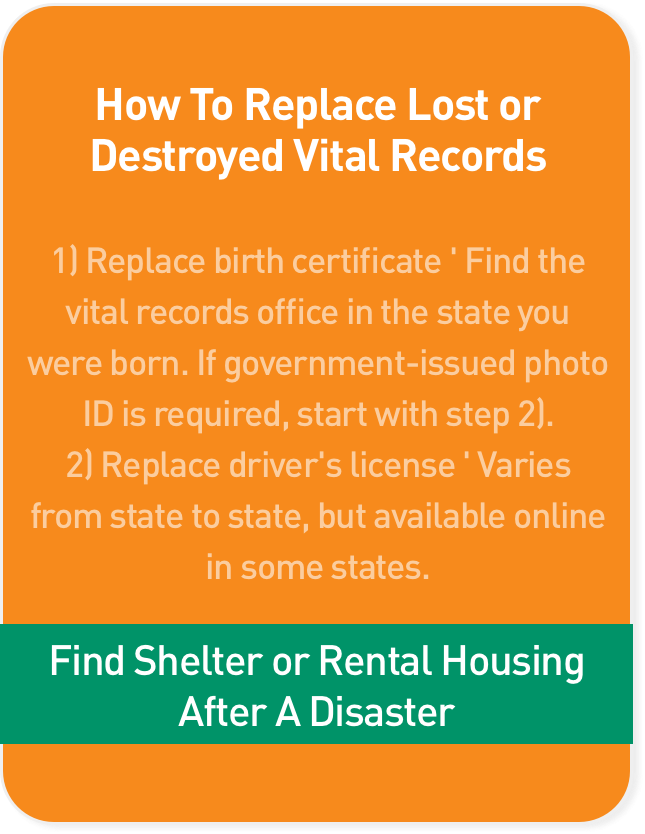 How To Replace Lost or
Destroyed Vital Records
1) Replace birth certificate ' Find the
vital records office in the state you
were born. If government-issued photo
ID is required, start with step 2).
2) Replace driver's license ' Varies
from state to state, but available online
in some states.
Find Shelter or Rental Housing
After A Disaster